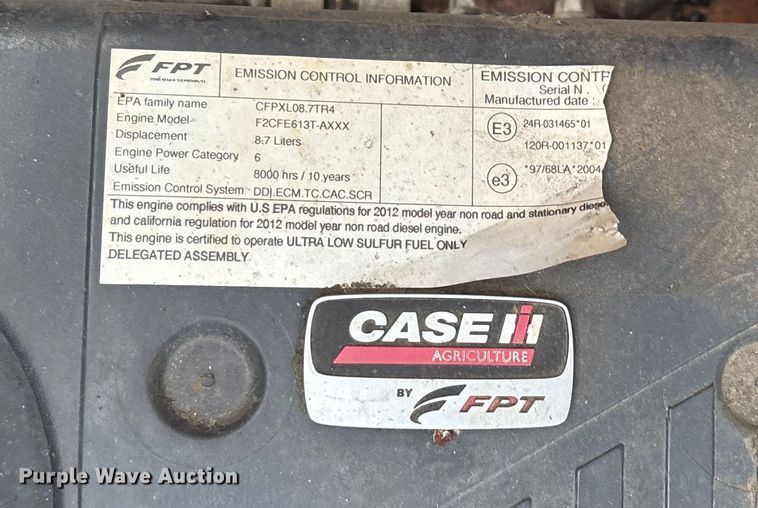 FPT
EMISSION CONTROL INFORMATION
EPA family name CFPXL08.7TR4
Engine Model F2CFE613T-AXXX
Displacement 8.7 Liters
Engine Power Category 6
Useful Life 8000 hrs / 10 years
Emission Control System DDI.ECM.TC.CAC.SCR
EMISSION CONTR
Serial N .
Manufactured date :
E3 24R-031465*01
120R-001137*01
e3 *97/68LA*2004
This engine complies with U.S EPA regulations for 2012 model year non road and stationary diese
and california regulation for 2012 model year non road diesel engine.
This engine is certified to operate ULTRA LOW SULFUR FUEL ONLY
DELEGATED ASSEMBLY
CASE IH
AGRICULTURE
BY FPT
Purple Wave Auction